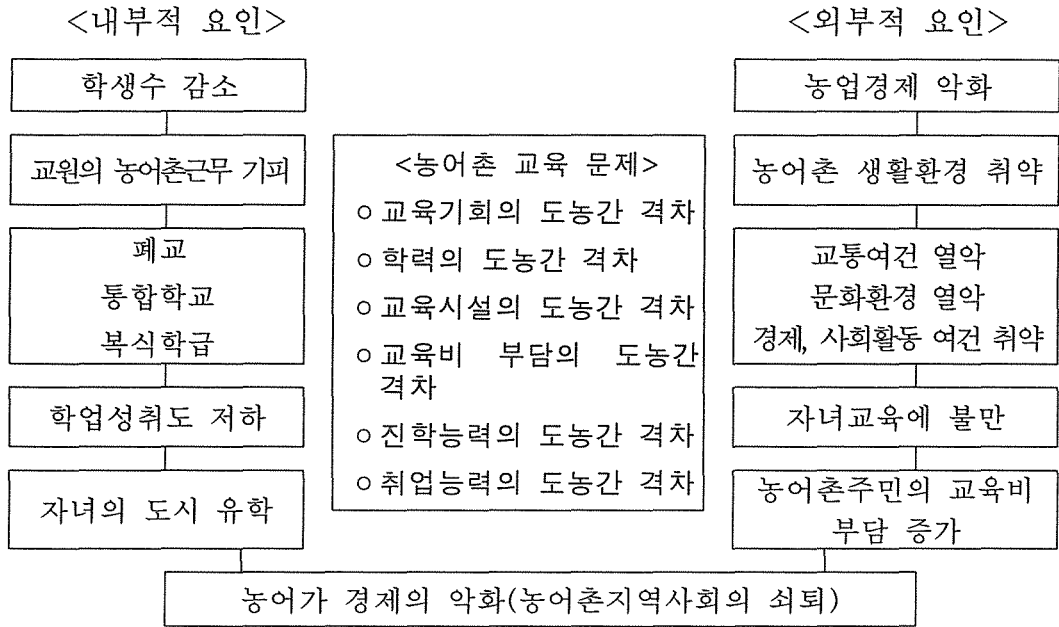 <내부적 요인>
학생수 감소
교원의 농어촌근무 기피
폐교
통합학교
복식학급
학업성취도 저하
자녀의 도시 유학
<농어촌 교육 문제>
○ 교육기회의 도농간 격차
○ 학력의 도농간 격차
○ 교육시설의 도농간 격차
○ 교육비 부담의 도농간
격차
○ 진학능력의 도농간 격차
○ 취업능력의 도농간 격차
<외부적 요인>
농업경제 악화
농어촌 생활환경 취약
교통여건 열악
문화환경 열악
경제, 사회활동 여건 취약
자녀교육에 불만
농어촌주민의 교육비
부담 증가
농어가 경제의 악화(농어촌지역사회의 쇠퇴)